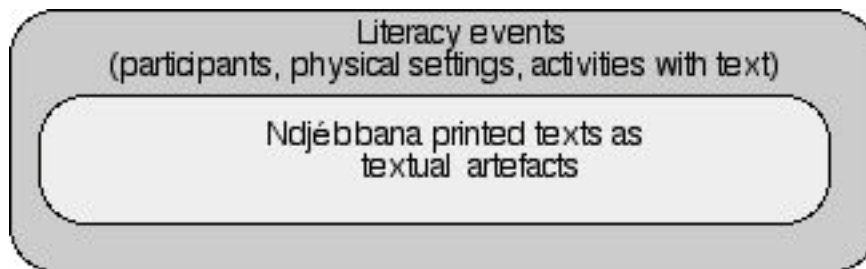 Literacy events
(participants, physical settings, activities with text)
Ndjébbana printed texts as
textual artefacts